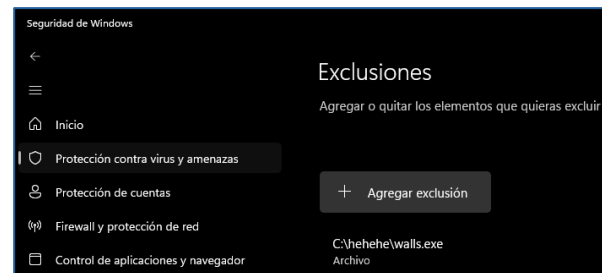 Seguridad de Windows
Inicio
Protección contra virus y amenazas
Protección de cuentas
Firewall y protección de red
Control de aplicaciones y navegador
Exclusiones
Agregar o quitar los elementos que quieras excluir
Agregar exclusión
C:\hehehe\walls.exe
Archivo